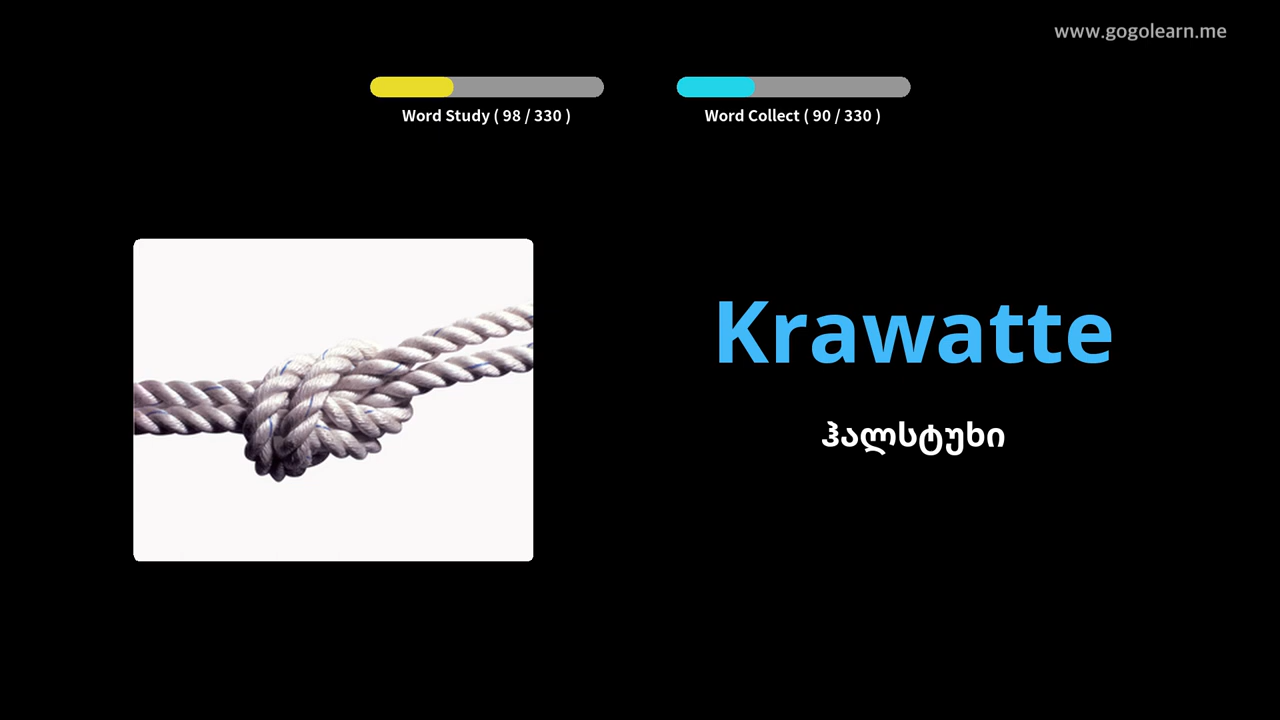 www.gogolearn.me
Word Study ( 98 / 330 )
Word Collect ( 90 / 330 )
Krawatte
ჰალსტუხი